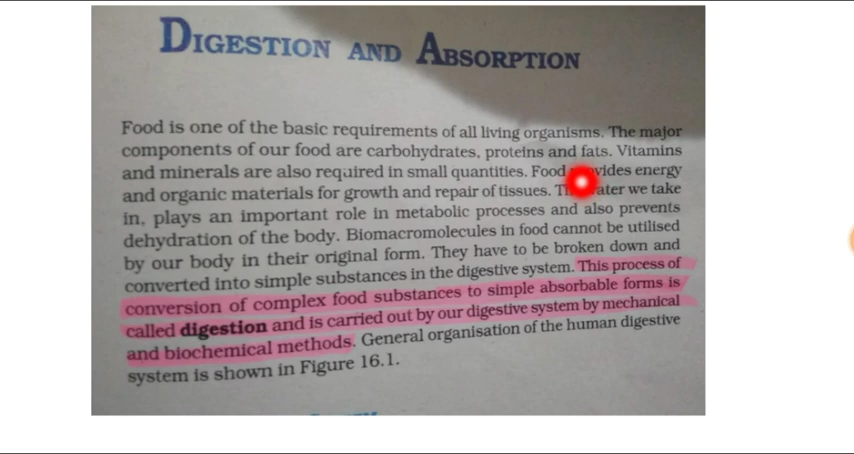 DIGESTION AND ABSORPTION
Food is one of the basic requirements of all living organisms. The major
components of our food are carbohydrates, proteins and fats. Vitamins
and minerals are also required in small quantities. Food energy
and organic materials for growth and repair of tissues. we take
in, plays an important role in metabolic processes and also prevents
dehydration of the body. Biomacromolecules in food cannot be utilised
by our body in their original form. They have to be broken down and
converted into simple substances in the digestive system. This process of
conversion of complex food substances to simple absorbable forms is
called digestion and is carried out by our digestive system by mechanical
and biochemical methods. General organisation of the human digestive
system is shown in Figure 16.1.